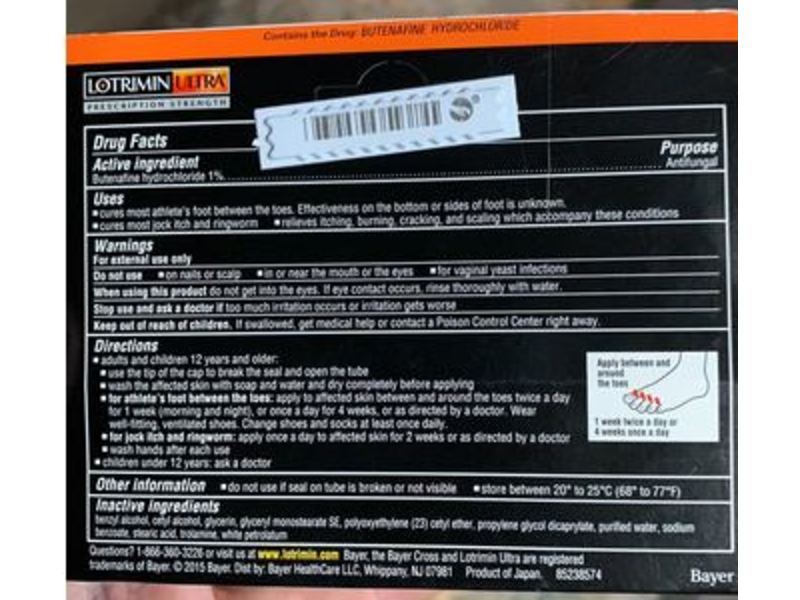 Contains the Drug: BUTENAFINE HYDROCHLORIDE
LOTRIMIN ULTRA
PRESCRIPTION STRENGTH
Drug Facts
Active ingredient Purpose
Butenafine hydrochloride 1% Antifungal
Uses
▪ cures most athlete's foot between the toes. Effectiveness on the bottom or sides of foot is unknown.
▪ cures most jock itch and ringworm ▪ relieves itching, burning, cracking, and scaling which accompany these conditions
Warnings
For external use only
Do not use ▪ on nails or scalp ▪ in or near the mouth or the eyes ▪ for vaginal yeast infections
When using this product do not get into the eyes. If eye contact occurs, rinse thoroughly with water.
Stop use and ask a doctor if too much irritation occurs or irritation gets worse
Keep out of reach of children. If swallowed, get medical help or contact a Poison Control Center right away.
Directions
▪ adults and children 12 years and older:
▪ use the tip of the cap to break the seal and open the tube
▪ wash the affected skin with soap and water and dry completely before applying
▪ for athlete's foot between the toes: apply to affected skin between and around the toes twice a day
for 1 week (morning and night), or once a day for 4 weeks, or as directed by a doctor. Wear
well-fitting, ventilated shoes. Change shoes and socks at least once daily.
▪ for jock itch and ringworm: apply once a day to affected skin for 2 weeks or as directed by a doctor
▪ wash hands after each use
▪ children under 12 years: ask a doctor
Apply between and
around
the toes
1 week twice a day or
4 weeks once a day
Other information ▪ do not use if seal on tube is broken or not visible ▪ store between 20° to 25°C (68° to 77°F)
Inactive ingredients
benzyl alcohol, cetyl alcohol, glycerin, glyceryl monostearate SE, polyoxyethylene (23) cetyl ether, propylene glycol dicaprylate, purified water, sodium
benzoate, stearic acid, trolamine, white petrolatum
Questions? 1-866-360-3226 or visit us at www.lotrimin.com Bayer, the Bayer Cross and Lotrimin Ultra are registered
trademarks of Bayer. © 2015 Bayer. Dist by: Bayer HealthCare LLC, Whippany, NJ 07981 Product of Japan. 85238574
Bayer